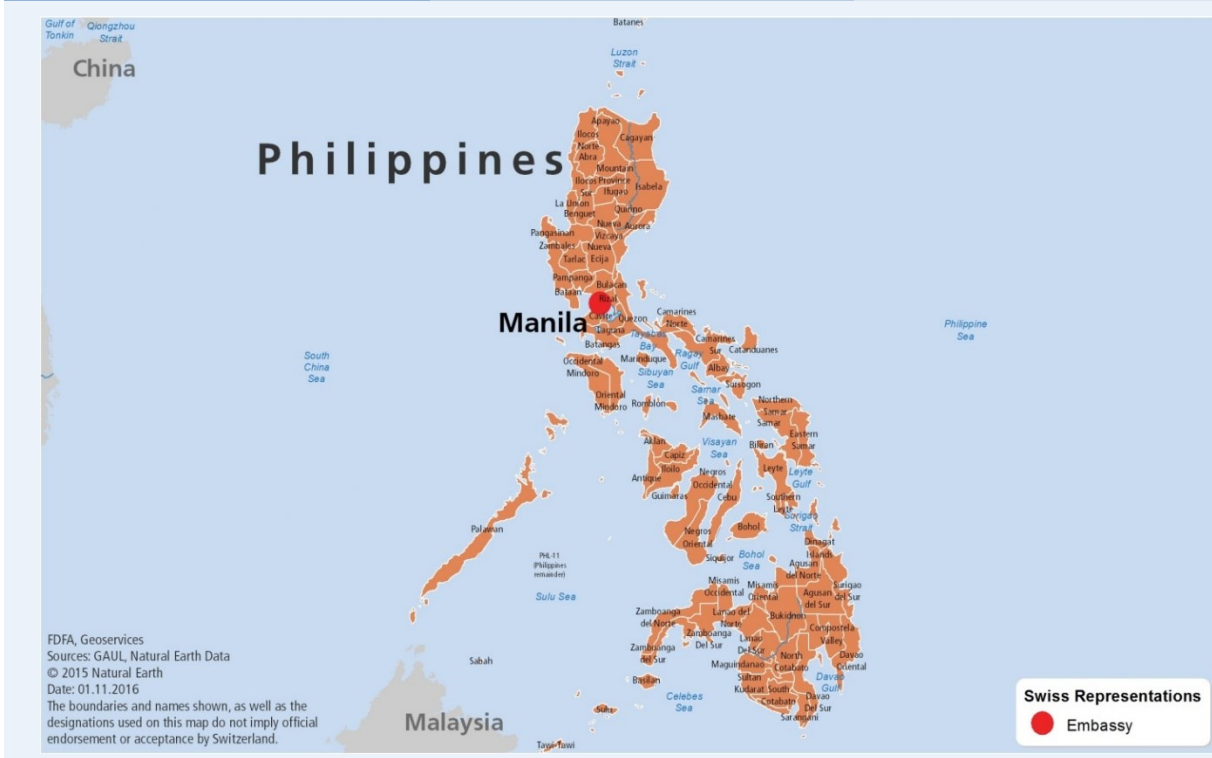 Gulf of
Tonkin
Qiongzhou
Strait
China
Batanes
Luzon
Strait
Philippines
Apayao
Ilocos
Norte
Cagayan
Abra
Mountain
Province
Ilocos
Sur
Ifugau
Isabela
La Union
Benguet
Quirino
Nueva
Vizcaya
Aurora
Pangasinan
Zambales
Nueva
Ecija
Tarlac
Pampanga
Bulacan
Bataan
Rizal
Manila
Cavite
Laguna
Quezon
Batangas
Tayabas
Bay
Camarines
Norte
Camarines
Sur
Catanduanes
Philippine
Sea
South
China
Sea
Occidental
Mindoro
Marinduque
Ragay
Gulf
Albay
Sibuyan
Sea
Sorsogon
Oriental
Mindoro
Romblon
Samar
Sea
Masbate
Northern
Samar
Samar
Eastern
Samar
Aklan
Capiz
Visayan
Sea
Biliran
Iloilo
Antique
Negros
Occidental
Leyte
Leyte
Gulf
Guimaras
Cebu
Southern
Leyte
Surigao
Strait
Palawan
Negros
Oriental
Bohol
Dinagat
Islands
PHL-11
(Philippines
remainder)
Siquijor
Bohol
Sea
Agusan
del Norte
Sulu Sea
Misamis
Occidental
Misamis
Oriental
Agusan
del Sur
Surigao
del Sur
Zamboanga
del Norte
Lanao del
Norte
Bukidnon
Zamboanga
Del Sur
Lanao
Del Sur
Compostela
Valley
Zamboanga
del Sur
Maguindanao
North
Cotabato
Davao
Oriental
Sabah
Basilan
Sultan
Kudarat
South
Cotabato
Davao
Gulf
Celebes
Sea
Davao
Del Sur
Sarangani
Sulu
Tawi-Tawi
Malaysia
FDFA, Geoservices
Sources: GAUL, Natural Earth Data
© 2015 Natural Earth
Date: 01.11.2016
The boundaries and names shown, as well as the
designations used on this map do not imply official
endorsement or acceptance by Switzerland.
Swiss Representations
Embassy